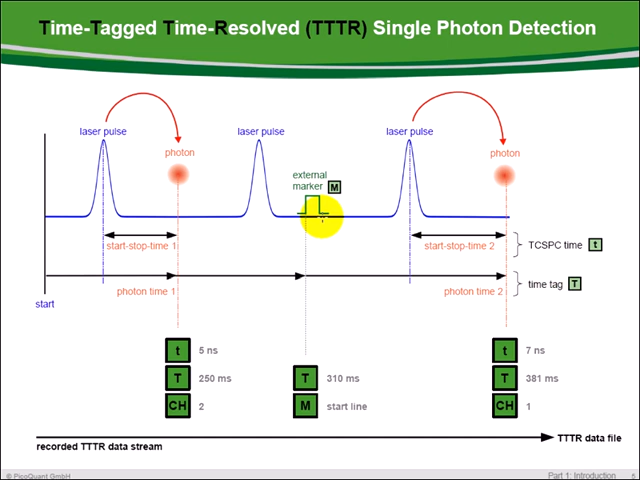 Time-Tagged Time-Resolved (TTTR) Single Photon Detection
laser pulse
laser pulse
laser pulse
photon
photon
external
marker M
start-stop-time 1
start-stop-time 2
TCSPC time t
photon time 1
photon time 2
time tag T
start
t 5 ns
t 7 ns
T 250 ms
T 310 ms
T 381 ms
CH 2
M start line
CH 1
TTTR data file
recorded TTTR data stream
© PicoQuant GmbH
Part 1: Introduction 5